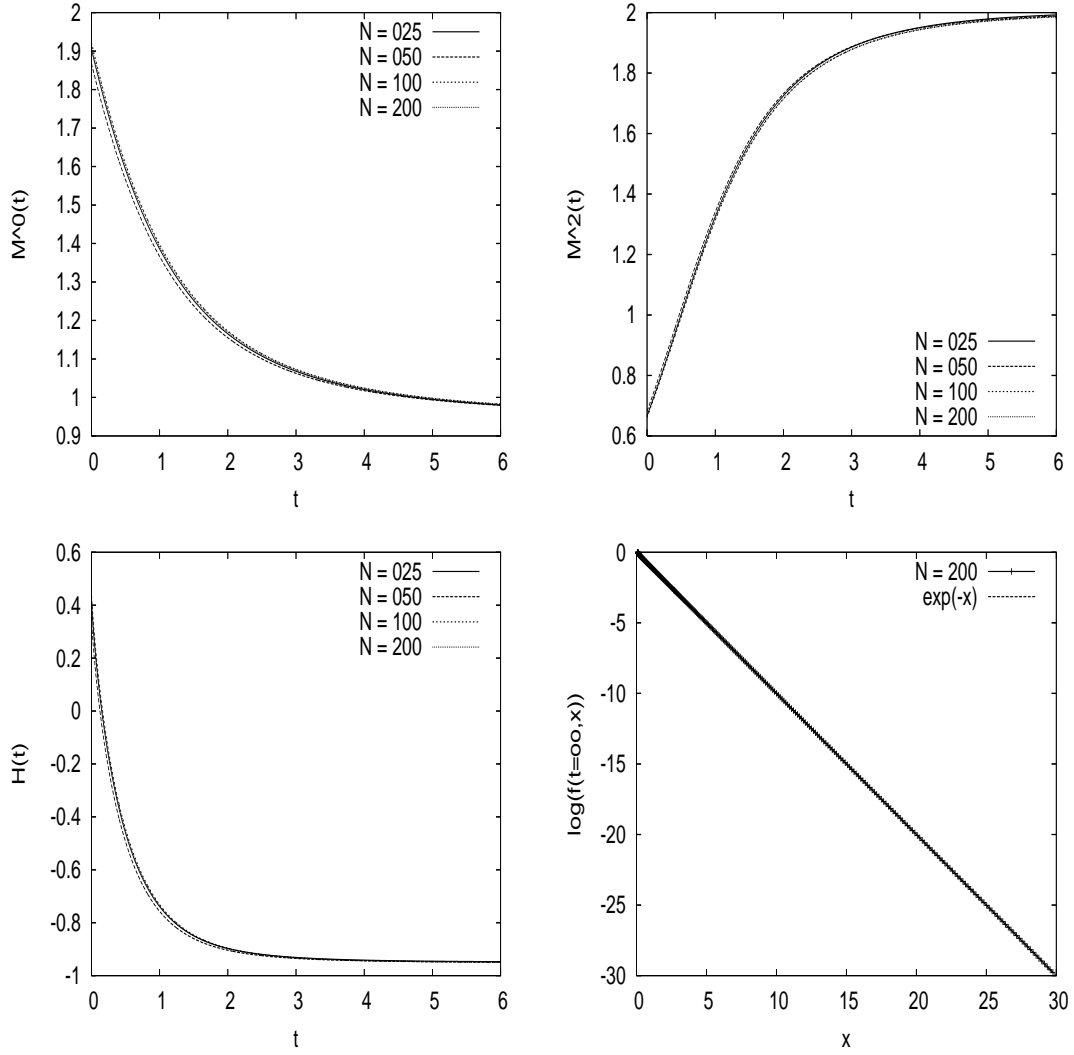 2
1.9
1.8
1.7
1.6
1.5
1.4
1.3
1.2
1.1
1
0.9
M^0(t)
0 1 2 3 4 5 6
t
N = 025
N = 050
N = 100
N = 200
2
1.8
1.6
1.4
1.2
1
0.8
0.6
M^2(t)
0 1 2 3 4 5 6
t
N = 025
N = 050
N = 100
N = 200
0.6
0.4
0.2
0
-0.2
-0.4
-0.6
-0.8
-1
H(t)
0 1 2 3 4 5 6
t
N = 025
N = 050
N = 100
N = 200
0
-5
-10
-15
-20
-25
-30
log(f(t=oo,x))
0 5 10 15 20 25 30
x
N = 200
exp(-x)